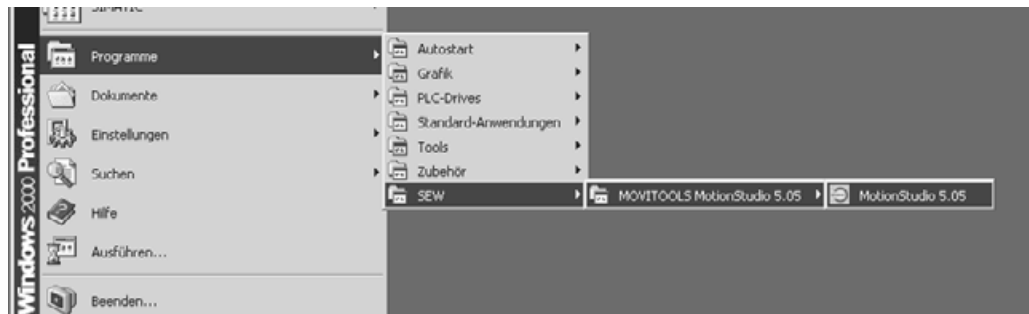 SIMATIC
Programme
Dokumente
Einstellungen
Suchen
Hilfe
Ausführen...
Beenden...
Windows 2000 Professional
Autostart
Grafik
PLC-Drives
Standard-Anwendungen
Tools
Zubehör
SEW
MOVITOOLS MotionStudio 5.05
MotionStudio 5.05